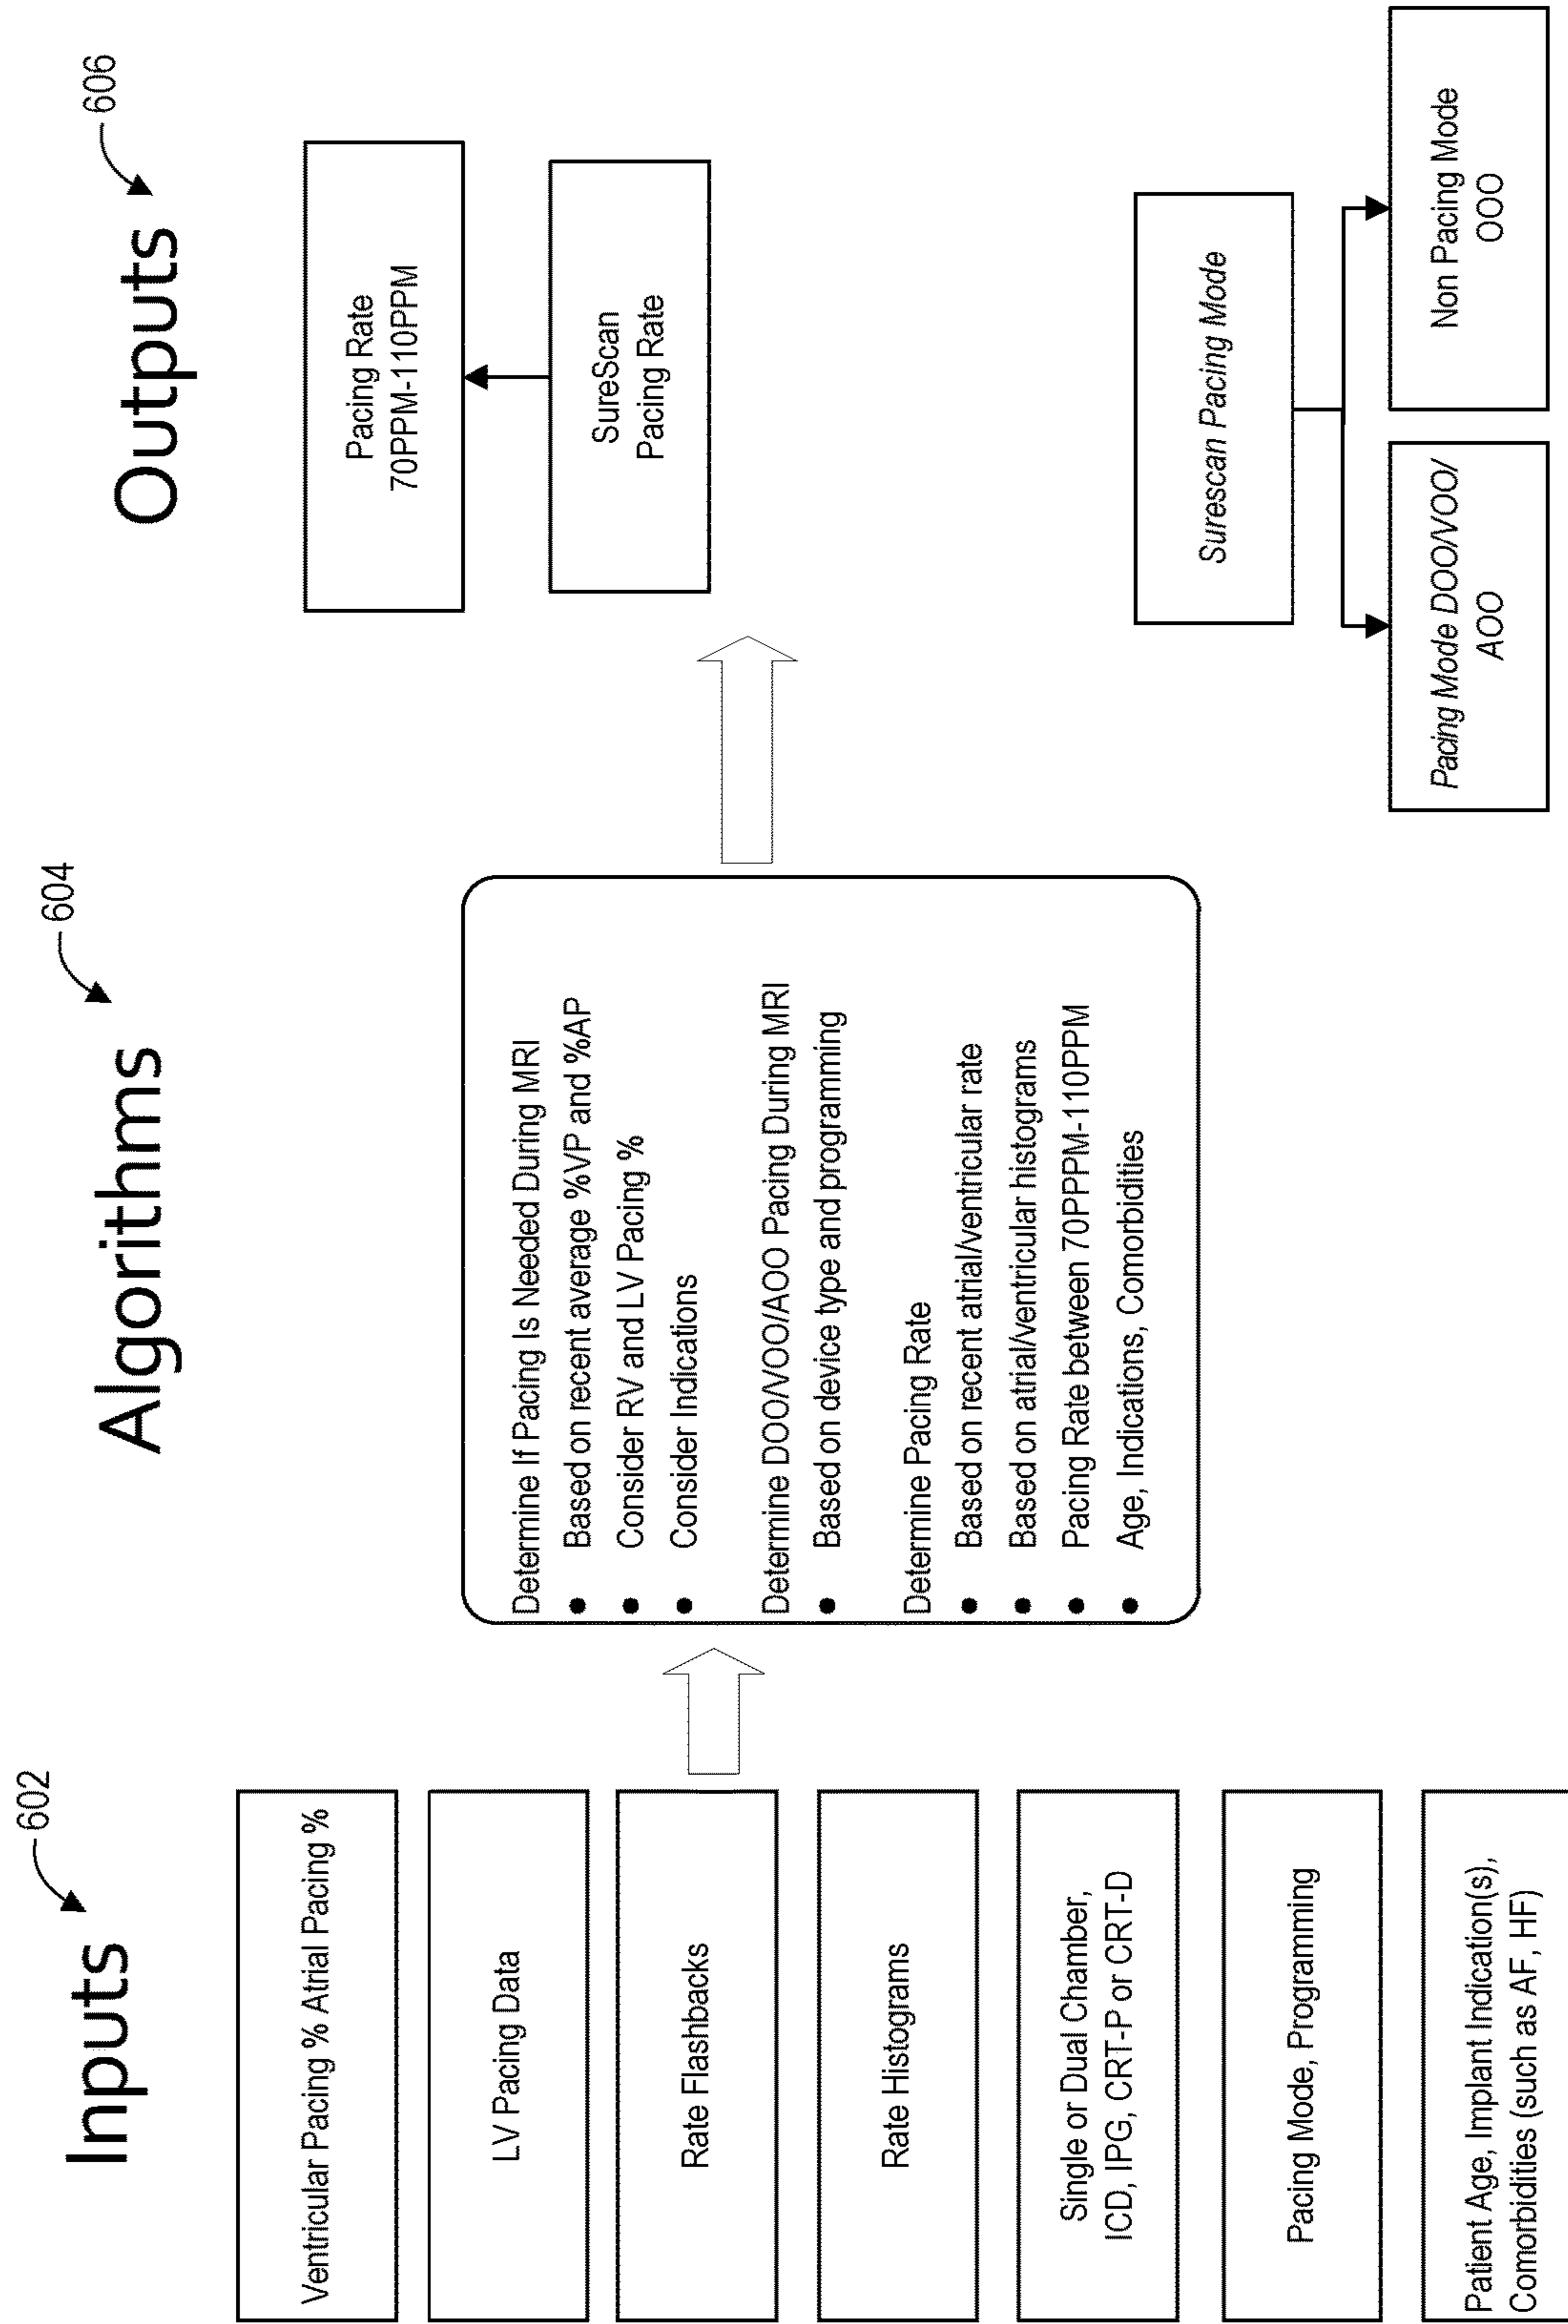 Inputs
602
Ventricular Pacing % Atrial Pacing %
LV Pacing Data
Rate Flashbacks
Rate Histograms
Single or Dual Chamber,
ICD, IPG, CRT-P or CRT-D
Pacing Mode, Programming
Patient Age, Implant Indication(s),
Comorbidities (such as AF, HF)
Algorithms
604
Determine If Pacing Is Needed During MRI
● Based on recent average %VP and %AP
● Consider RV and LV Pacing %
● Consider Indications
Determine DOO/VOO/AOO Pacing During MRI
● Based on device type and programming
Determine Pacing Rate
● Based on recent atrial/ventricular rate
● Based on atrial/ventricular histograms
● Pacing Rate between 70PPPM-110PPM
● Age, Indications, Comorbidities
Outputs
606
Pacing Rate
70PPM-110PPM
SureScan
Pacing Rate
Surescan Pacing Mode
Pacing Mode DOO/VOO/
AOO
Non Pacing Mode
OOO